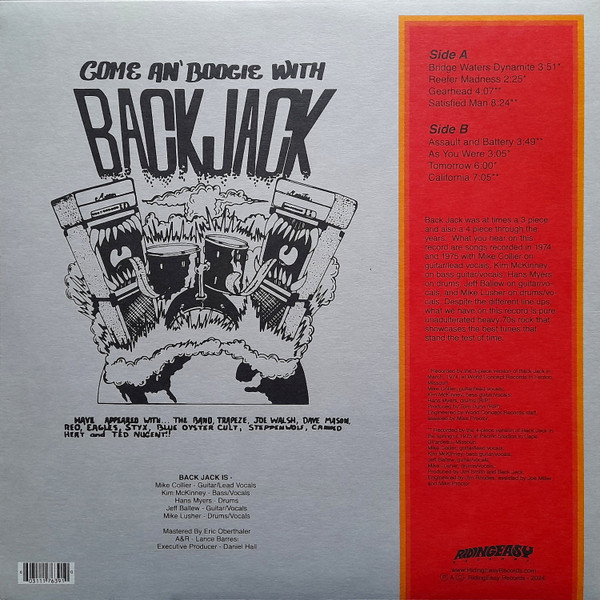 COME AN' BOOGIE WITH
BACK JACK
HAVE APPEARED WITH... THE BAND, TRAPEZE, JOE WALSH, DAVE MASON,
REO, EAGLES, STYX, BLUE OYSTER CULT, STEPPENWOLF, CANNED
HEAT and TED NUGENT!!
BACK JACK IS -
Mike Collier - Guitar/Lead Vocals
Kim McKinney - Bass/Vocals
Hans Myers - Drums
Jeff Ballew - Guitar/Vocals
Mike Lusher - Drums/Vocals
Mastered By Eric Oberthaler
A&R - Lance Barresi
Executive Producer - Daniel Hall
Side A
Bridge Waters Dynamite 3:51*
Reefer Madness 2:25*
Gearhead 4:07**
Satisfied Man 8:24**
Side B
Assault and Battery 3:49**
As You Were 3:05*
Tomorrow 6:00*
California 7:05**
Back Jack was at times a 3 piece
and also a 4 piece through the
years. What you hear on this
record are songs recorded in 1974
and 1975 with Mike Collier on
guitar/lead vocals, Kim McKinney
on bass guitar/vocals, Hans Myers
on drums, Jeff Ballew on guitar/vo-
cals, and Mike Lusher on drums/vo-
cals. Despite the different line ups,
what we have on this record is pure
unadulterated heavy 70s rock that
showcases the best tunes that
stand the test of time.
RIDINGEASY
RECORDS
www.ridingeasyrecords.com